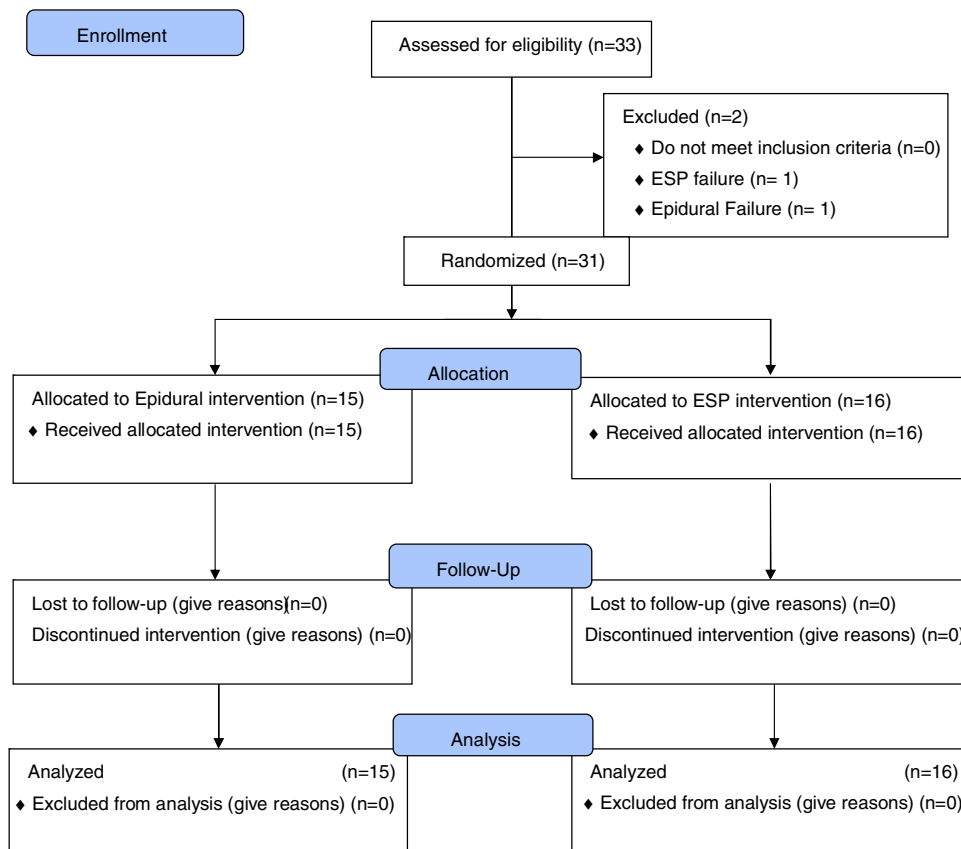 Enrollment
Assessed for eligibility (n=33)
Excluded (n=2)
♦ Do not meet inclusion criteria (n=0)
♦ ESP failure (n= 1)
♦ Epidural Failure (n= 1)
Randomized (n=31)
Allocation
Allocated to Epidural intervention (n=15)
♦ Received allocated intervention (n=15)
Allocated to ESP intervention (n=16)
♦ Received allocated intervention (n=16)
Follow-Up
Lost to follow-up (give reasons)(n=0)
Discontinued intervention (give reasons) (n=0)
Lost to follow-up (give reasons) (n=0)
Discontinued intervention (give reasons) (n=0)
Analysis
Analyzed (n=15)
♦ Excluded from analysis (give reasons) (n=0)
Analyzed (n=16)
♦ Excluded from analysis (give reasons) (n=0)